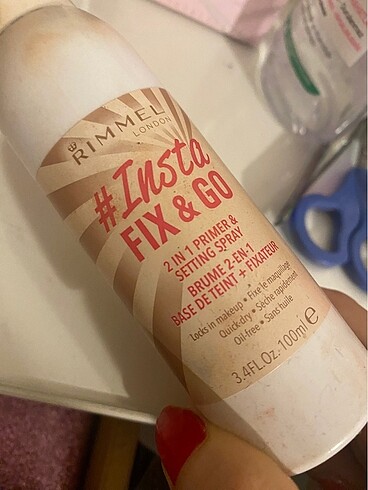 RIMMEL
LONDON
#Insta
FIX & GO
2 IN 1 PRIMER &
SETTING SPRAY
BRUME 2-EN-1
BASE DE TEINT + FIXATEUR
Locks in makeup • Fixe le maquillage
Quick-dry • Sèche rapidement
Oil-free • Sans huile
3.4FL.OZ. 100ml e